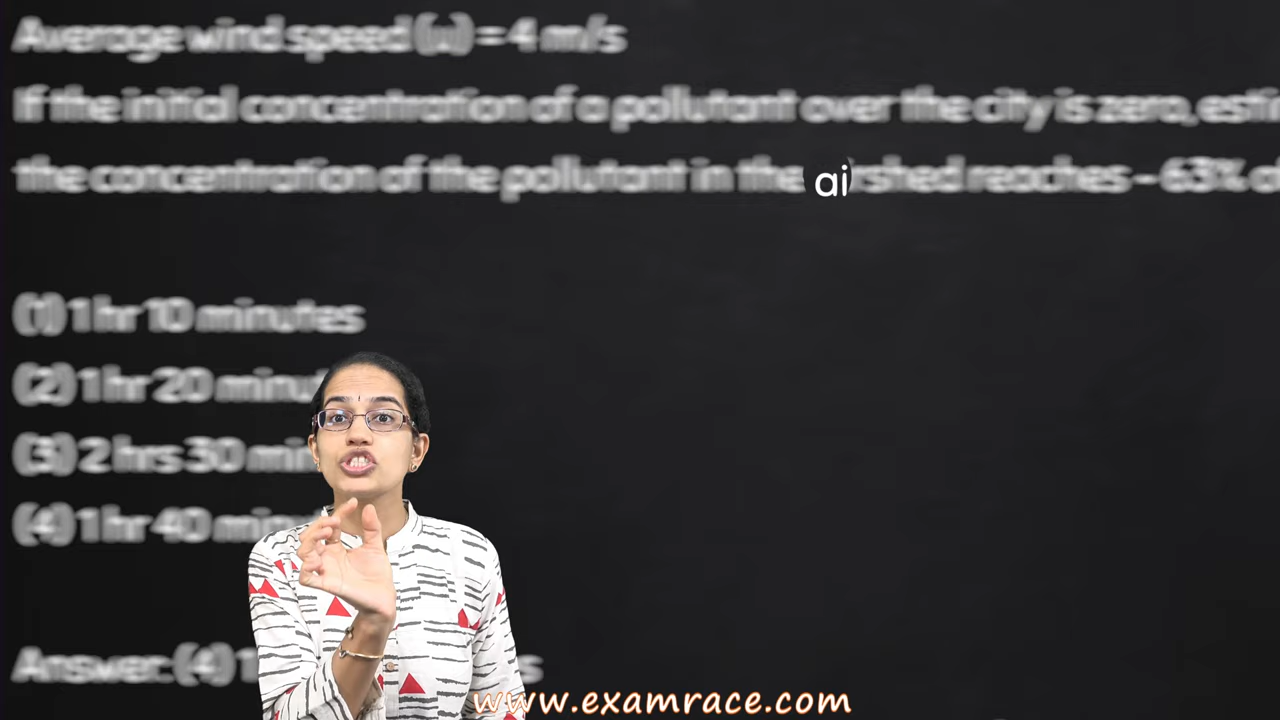 Average wind speed (u) = 4 m/s
If the initial concentration of a pollutant over the city is zero,
the concentration of the pollutant in the airshed reaches ~ 63%
(1) 1 hr 10 minutes
(2) 1 hr 20
(3) 2 hrs 30
(4) 1 hr 40
Answer: (4) 1
www.examrace.com